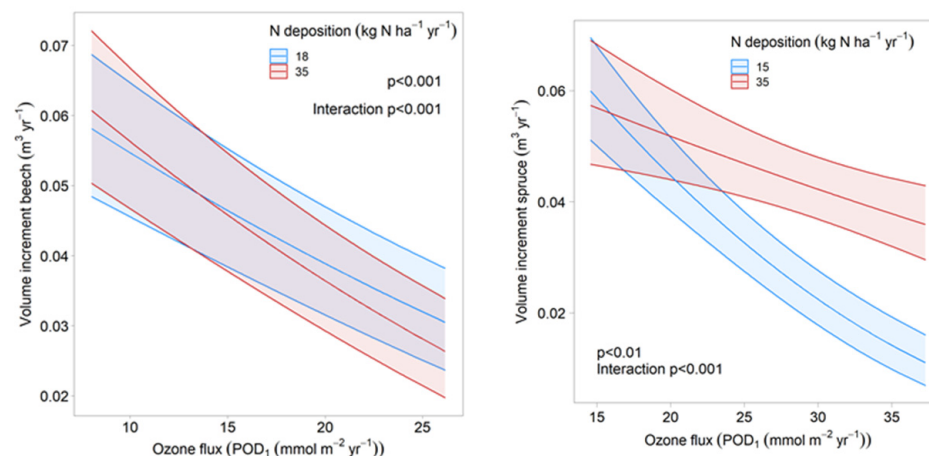 N deposition (kg N ha⁻¹ yr⁻¹)
18
35
p<0.001
Interaction p<0.001
Volume increment beech (m³ yr⁻¹)
0.07
0.06
0.05
0.04
0.03
0.02
10
15
20
25
Ozone flux (POD₁ (mmol m⁻² yr⁻¹)
N deposition (kg N ha⁻¹ yr⁻¹)
15
35
Volume increment spruce (m³ yr⁻¹)
0.06
0.04
0.02
p<0.01
Interaction p<0.001
15
20
25
30
35
Ozone flux (POD₁ (mmol m⁻² yr⁻¹)